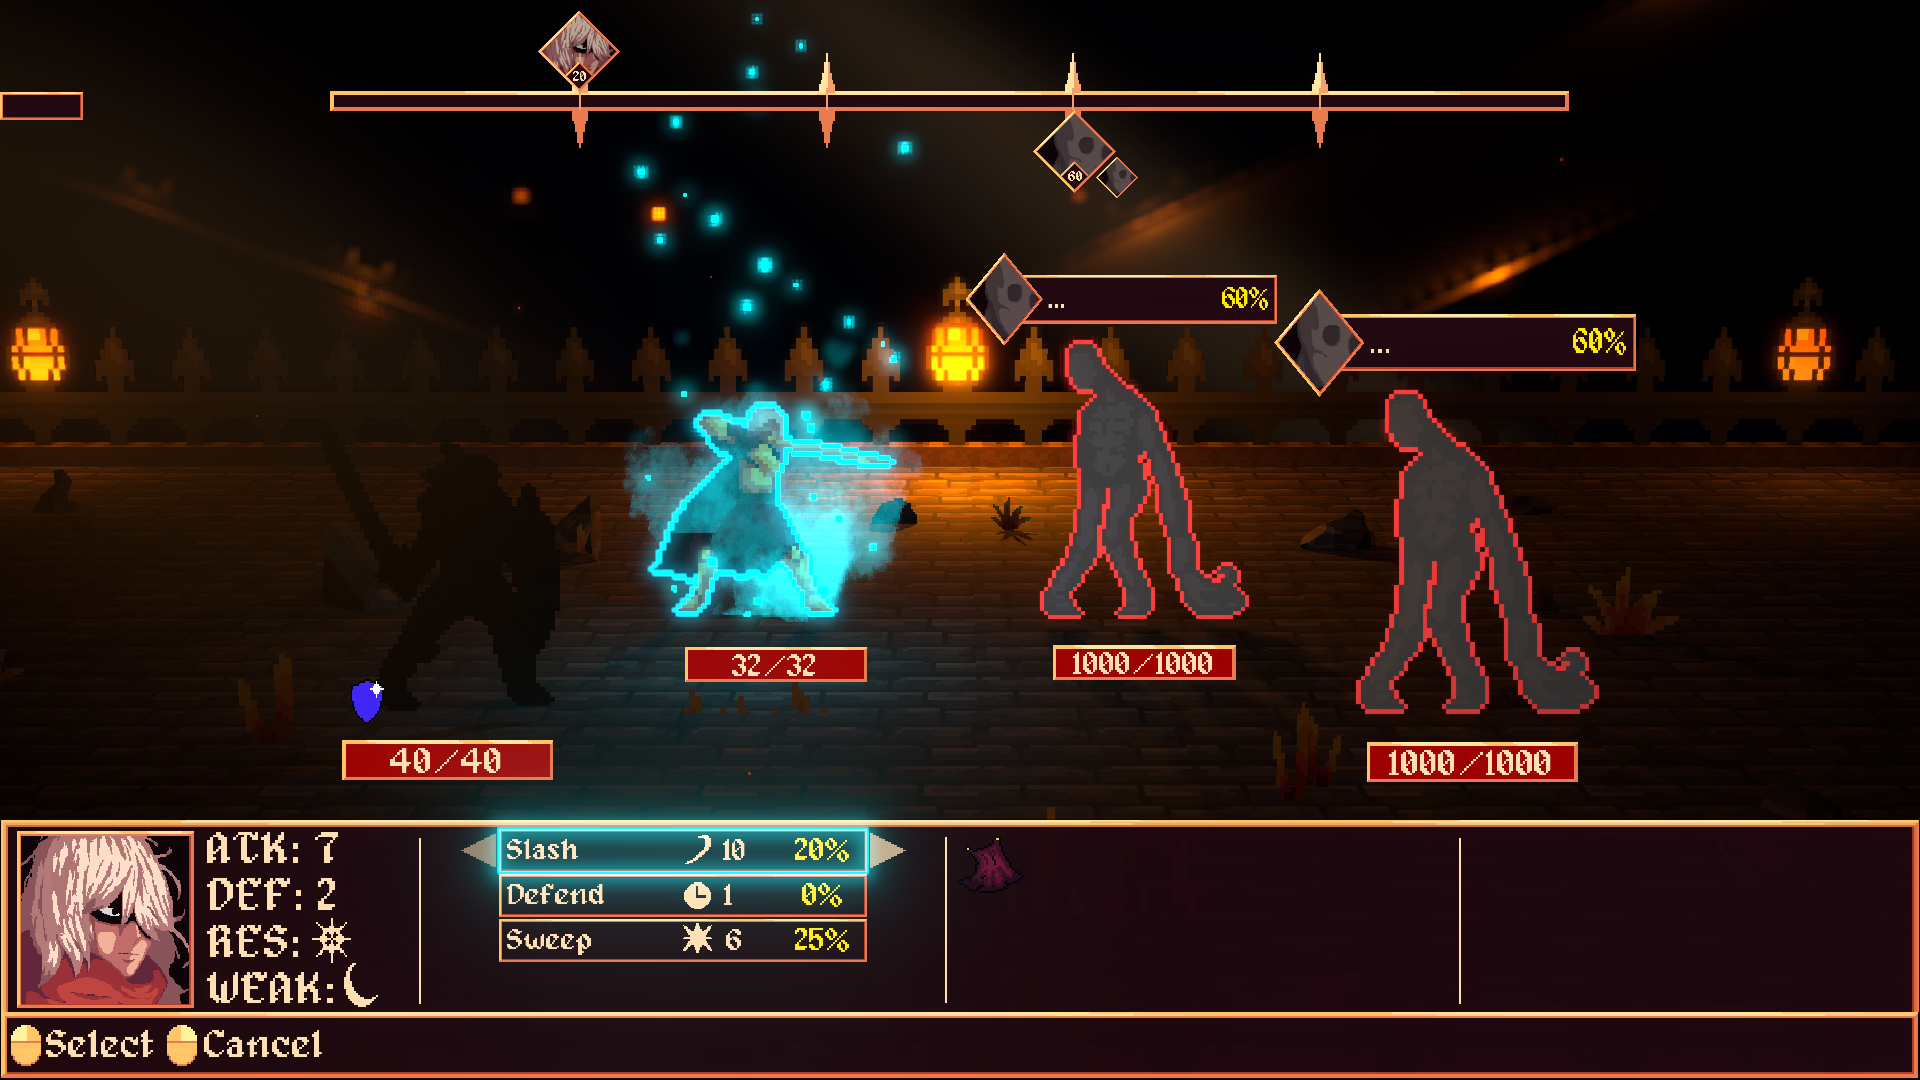 20
60
... 60%
... 60%
32/32
1000/1000
40/40
1000/1000
ATK: 7
DEF: 2
RES:
WEAK:
Slash 10 20%
Defend 1 0%
Sweep 6 25%
Select Cancel